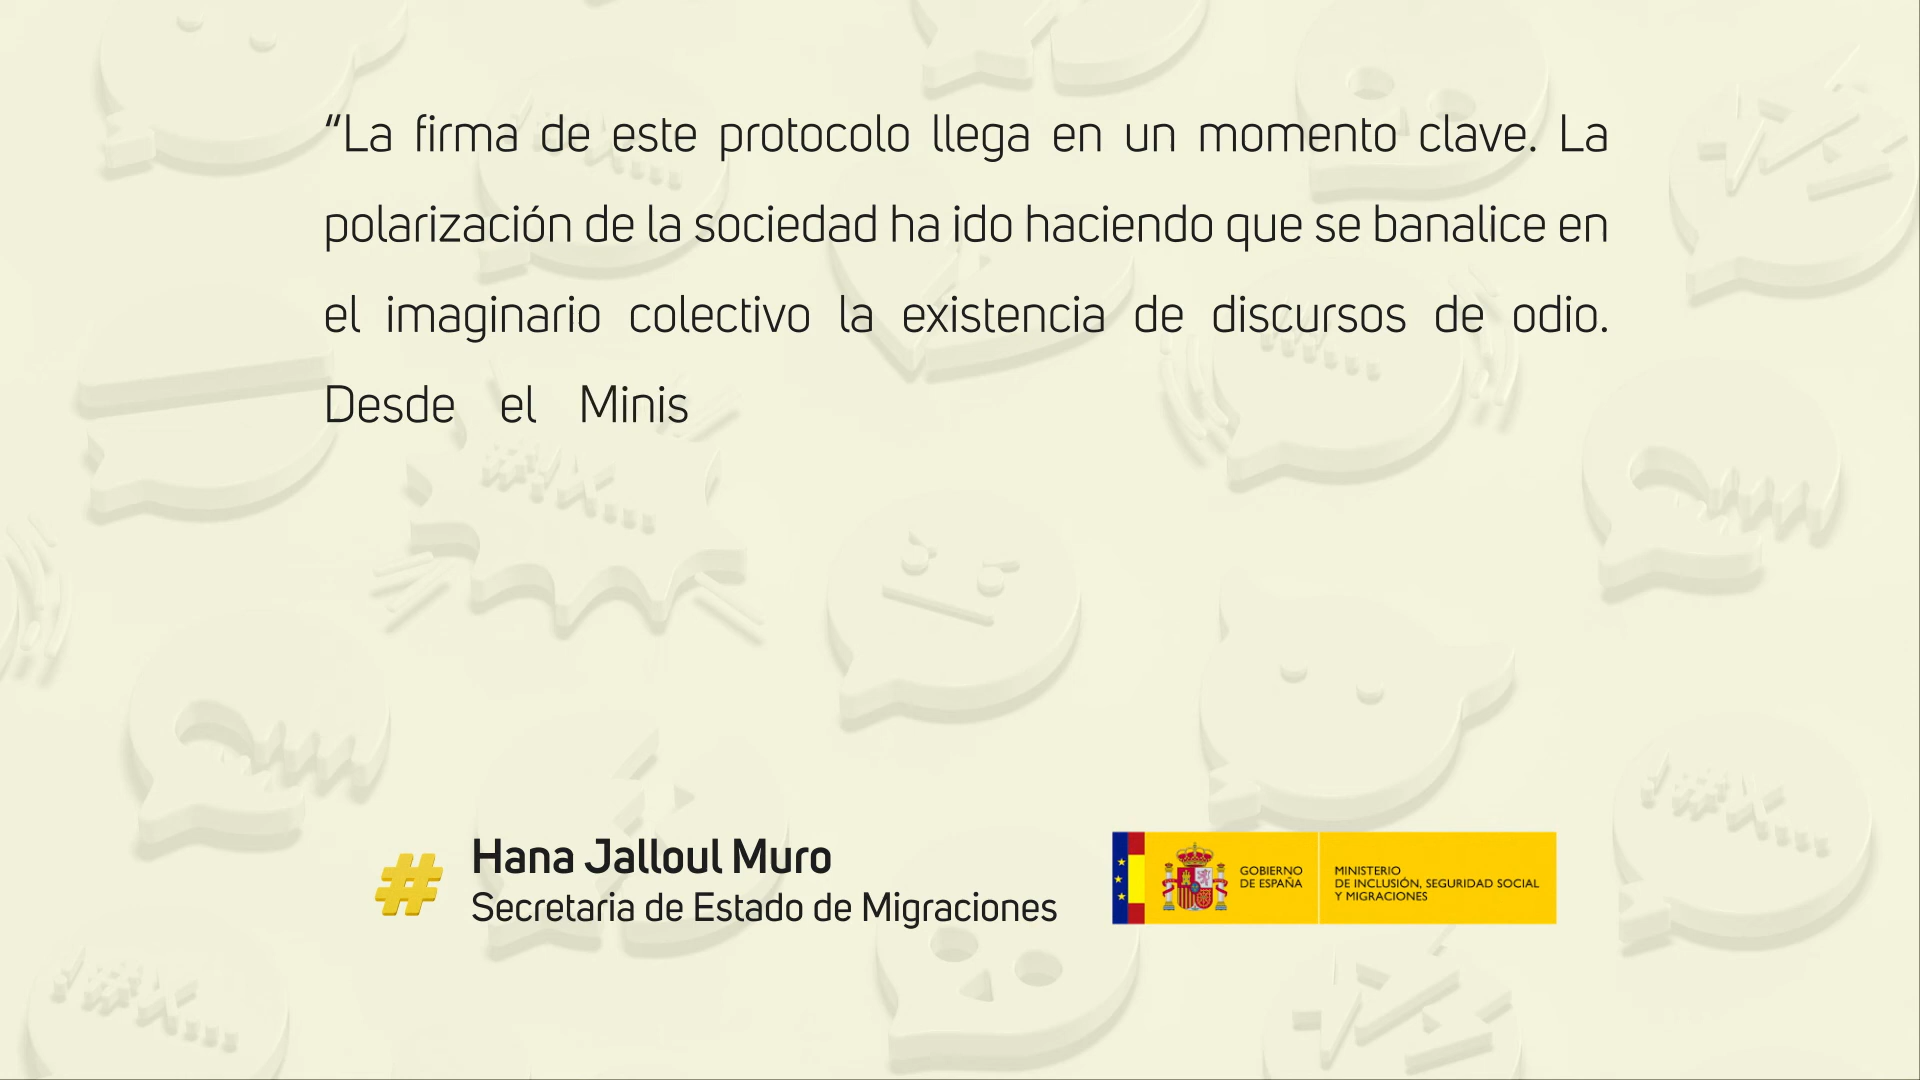 “La firma de este protocolo llega en un momento clave. La
polarización de la sociedad ha ido haciendo que se banalice en
el imaginario colectivo la existencia de discursos de odio.
Desde el Minis
#!X...
!#X...
!#X...
#
Hana Jalloul Muro
Secretaria de Estado de Migraciones
GOBIERNO
DE ESPAÑA
MINISTERIO
DE INCLUSIÓN, SEGURIDAD SOCIAL
Y MIGRACIONES